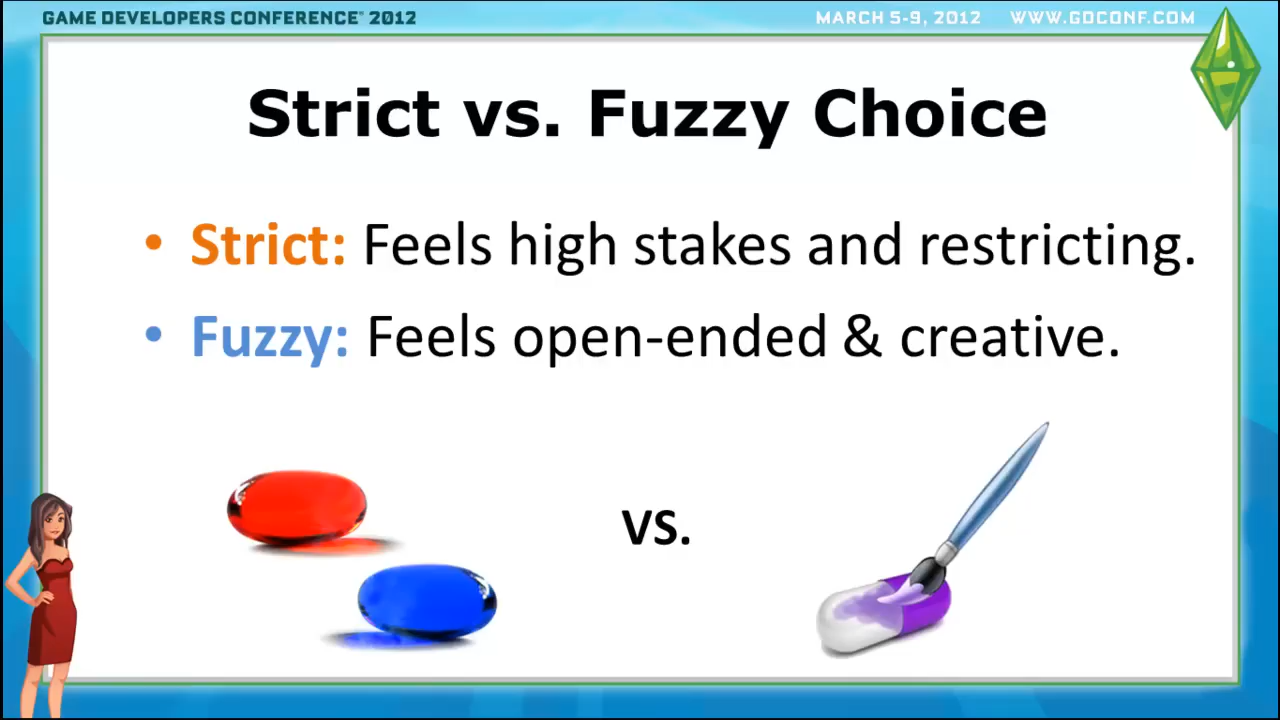 GAME DEVELOPERS CONFERENCE® 2012
MARCH 5-9, 2012 WWW.GDCONF.COM
Strict vs. Fuzzy Choice
• Strict: Feels high stakes and restricting.
• Fuzzy: Feels open-ended & creative.
vs.